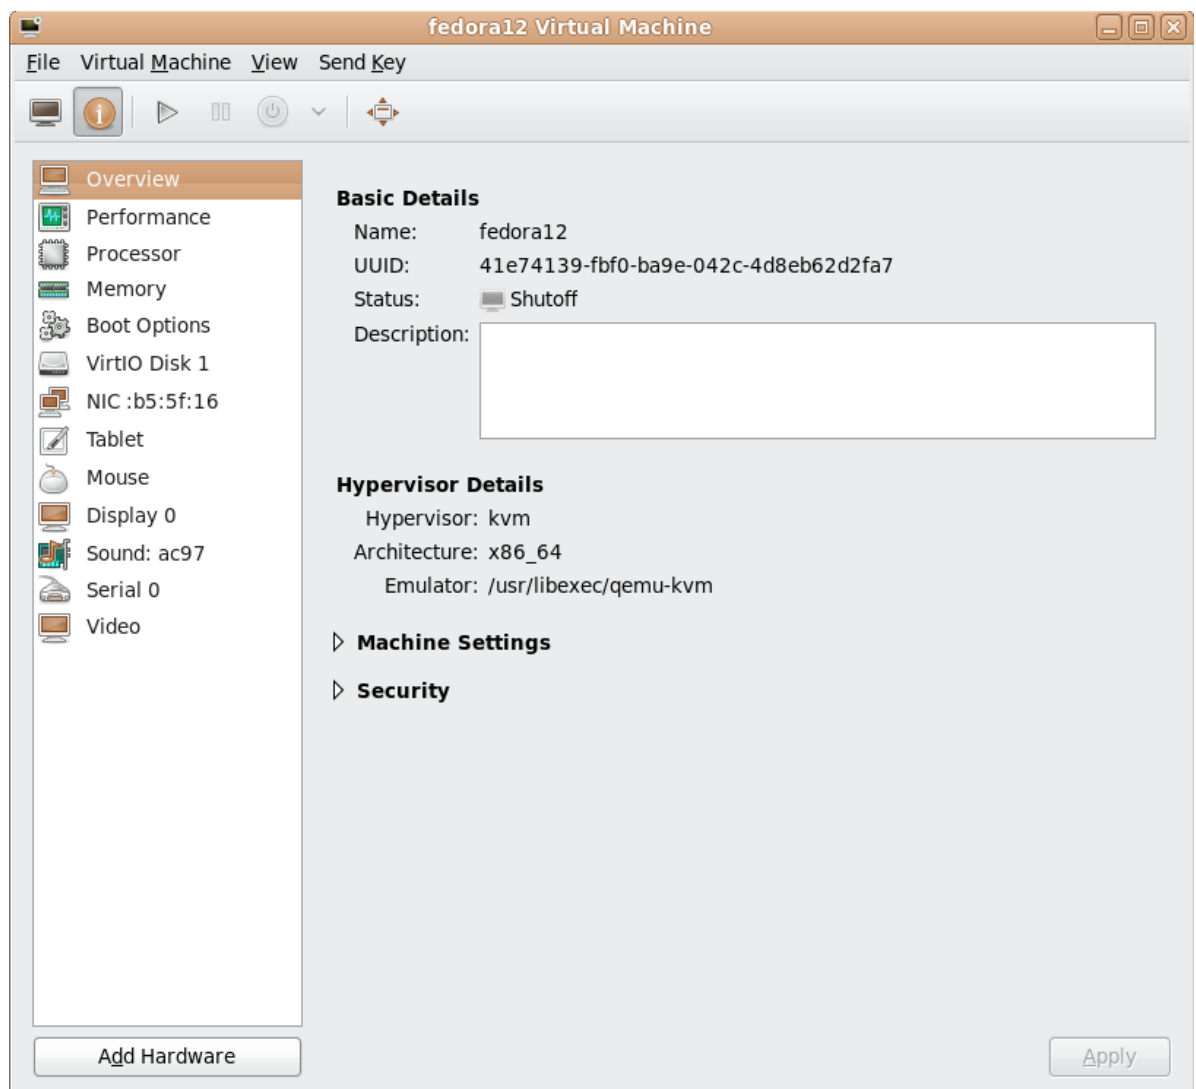 fedora12 Virtual Machine
File Virtual Machine View Send Key
Overview
Performance
Processor
Memory
Boot Options
VirtIO Disk 1
NIC :b5:5f:16
Tablet
Mouse
Display 0
Sound: ac97
Serial 0
Video
Add Hardware
Basic Details
Name: fedora12
UUID: 41e74139-fbf0-ba9e-042c-4d8eb62d2fa7
Status: Shutoff
Description:
Hypervisor Details
Hypervisor: kvm
Architecture: x86_64
Emulator: /usr/libexec/qemu-kvm
Machine Settings
Security
Apply